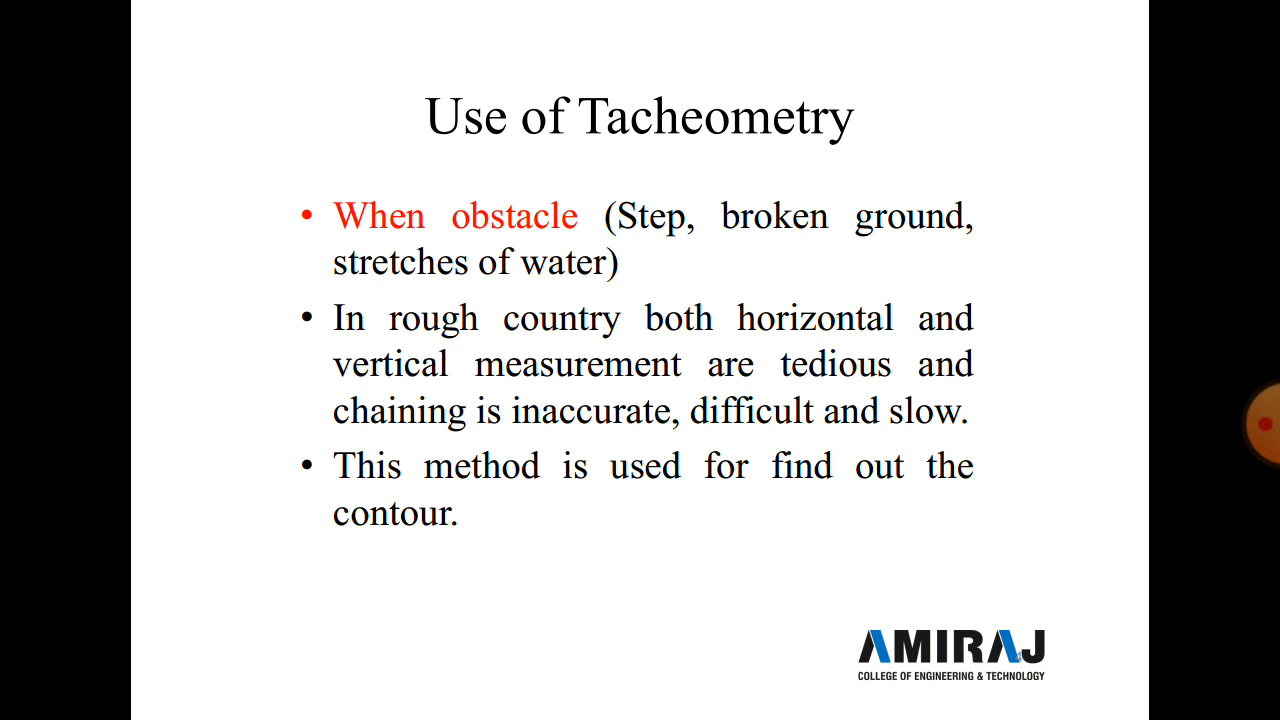 Use of Tacheometry
• When obstacle (Step, broken ground,
stretches of water)
• In rough country both horizontal and
vertical measurement are tedious and
chaining is inaccurate, difficult and slow.
• This method is used for find out the
contour.
AMIRAJ
COLLEGE OF ENGINEERING & TECHNOLOGY